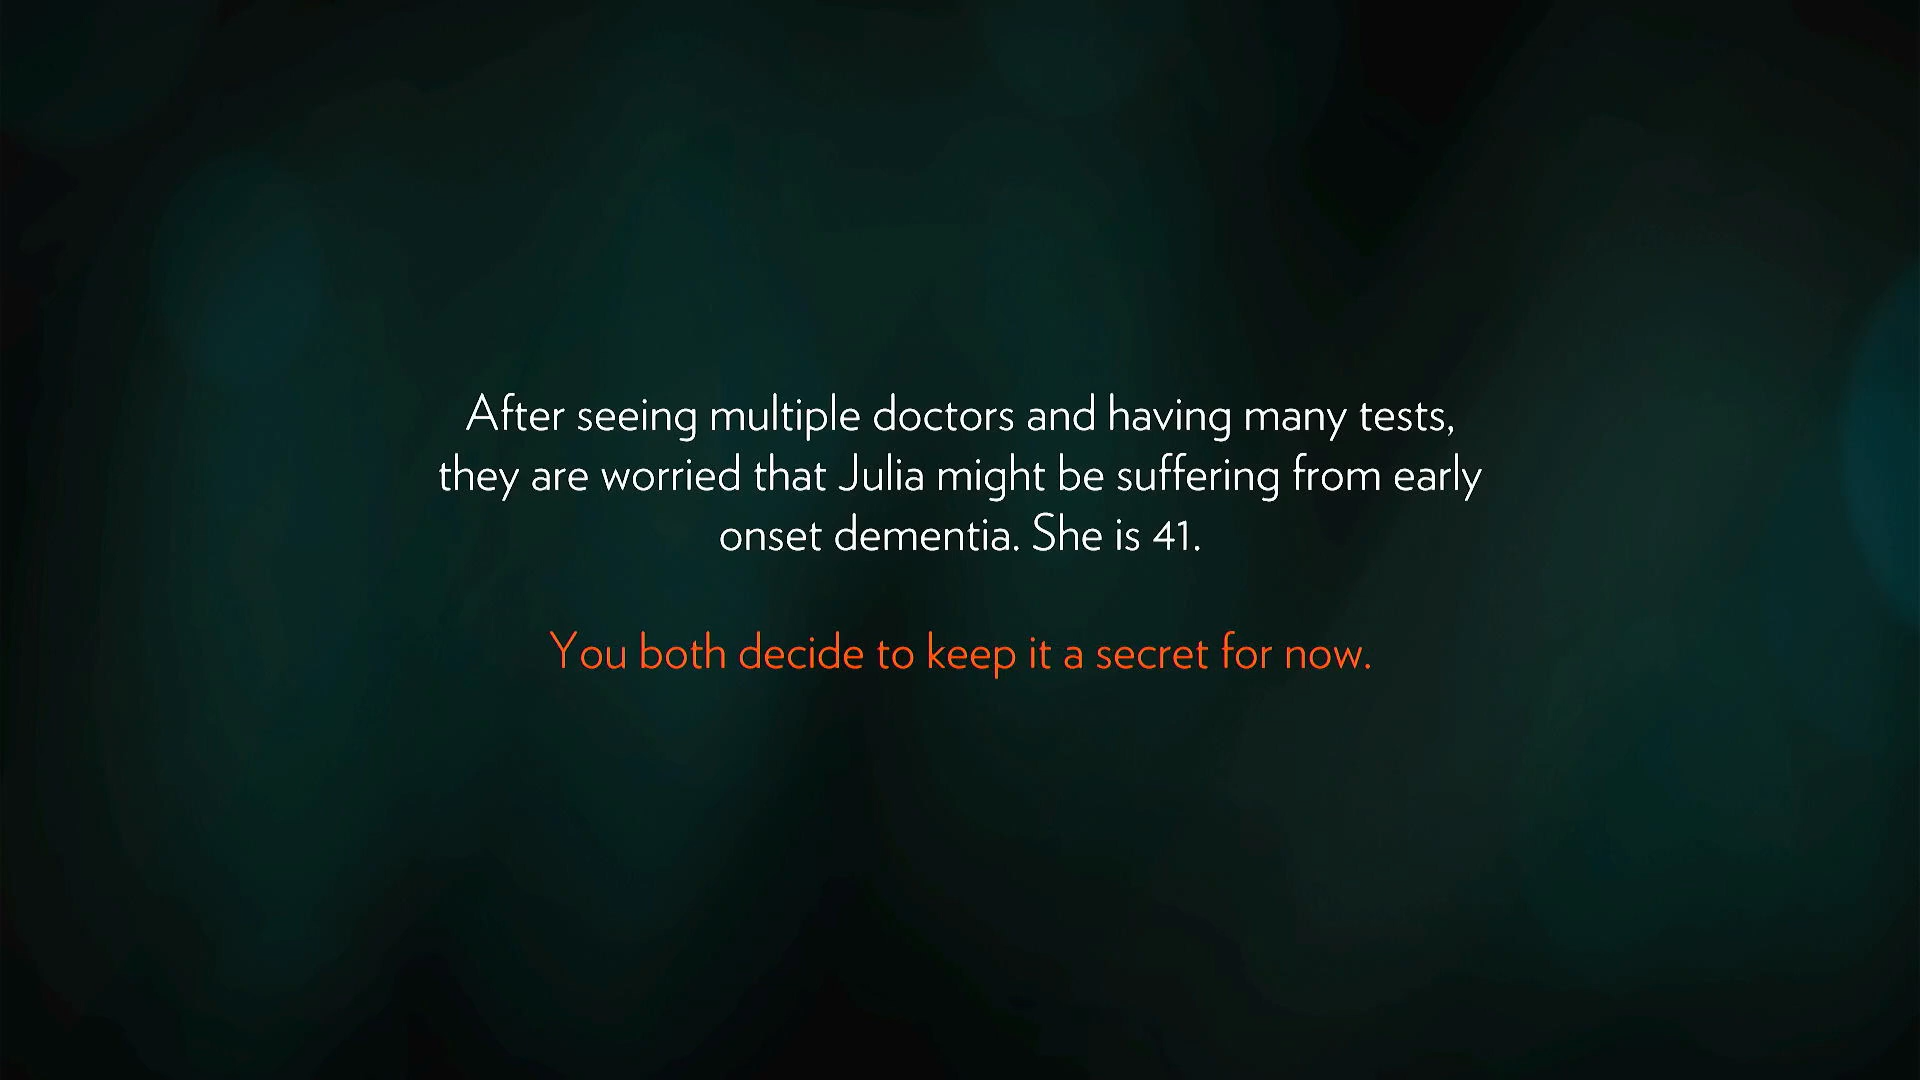 After seeing multiple doctors and having many tests,
they are worried that Julia might be suffering from early
onset dementia. She is 41.
You both decide to keep it a secret for now.